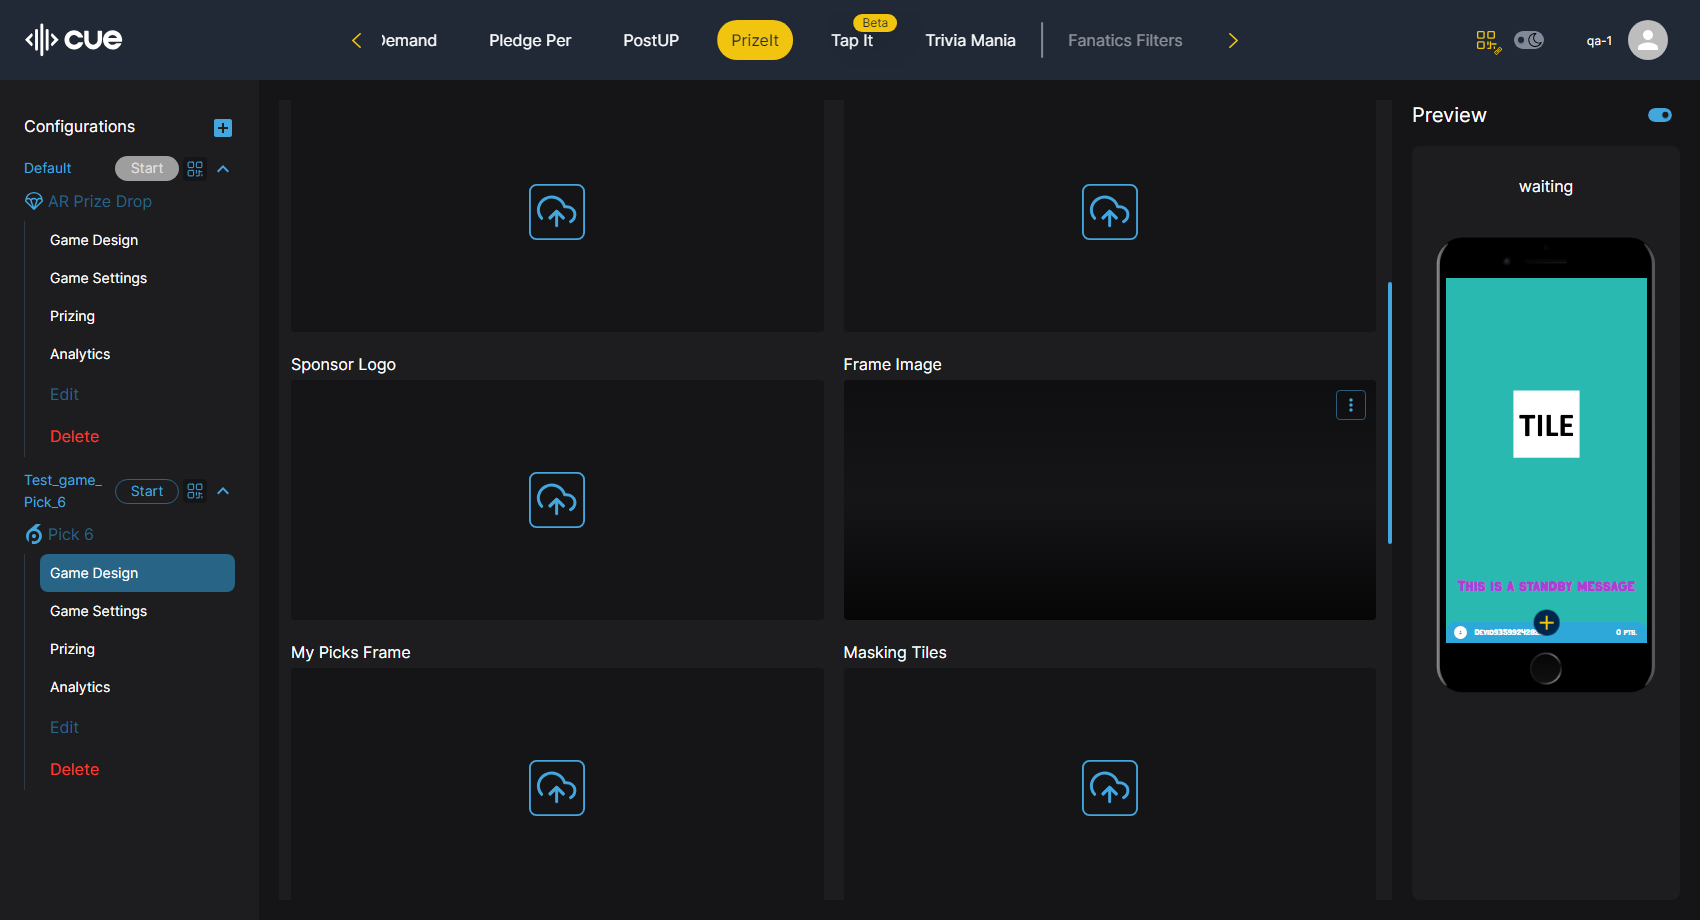 cue
Demand
Pledge Per
PostUP
PrizeIt
Beta
Tap It
Trivia Mania
Fanatics Filters
qa-1
Configurations
Default
Start
AR Prize Drop
Game Design
Game Settings
Prizing
Analytics
Edit
Delete
Test_game_
Pick_6
Start
Pick 6
Game Design
Game Settings
Prizing
Analytics
Edit
Delete
Sponsor Logo
Frame Image
My Picks Frame
Masking Tiles
Preview
waiting
TILE
This is a standby message
0 pts.